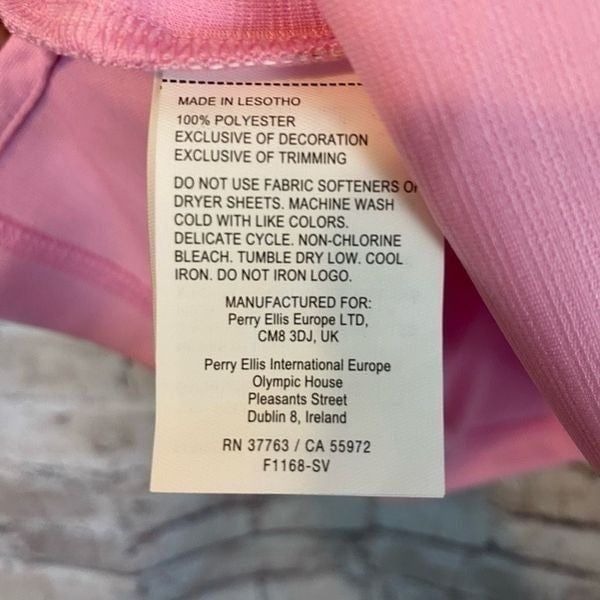 MADE IN LESOTHO
100% POLYESTER
EXCLUSIVE OF DECORATION
EXCLUSIVE OF TRIMMING
DO NOT USE FABRIC SOFTENERS
DRYER SHEETS. MACHINE WASH
COLD WITH LIKE COLORS.
DELICATE CYCLE. NON-CHLORINE
BLEACH. TUMBLE DRY LOW. COOL
IRON. DO NOT IRON LOGO.
MANUFACTURED FOR:
Perry Ellis Europe LTD,
CM8 3DJ, UK
Perry Ellis International Europe
Olympic House
Pleasants Street
Dublin 8, Ireland
RN 37763 / CA 55972
F1168-SV